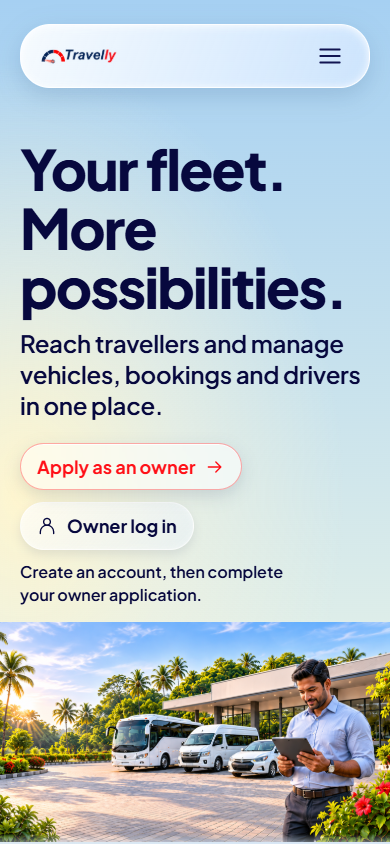 Travelly
Your fleet.
More
possibilities.
Reach travellers and manage
vehicles, bookings and drivers
in one place.
Apply as an owner
Owner log in
Create an account, then complete
your owner application.